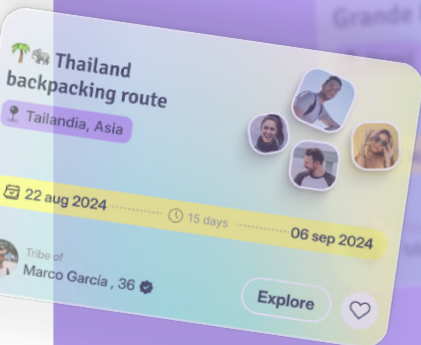 Grande
Thailand
backpacking route
Tailandia, Asia
22 aug 2024 15 days 06 sep 2024
Tribe of
Marco García , 36
Explore